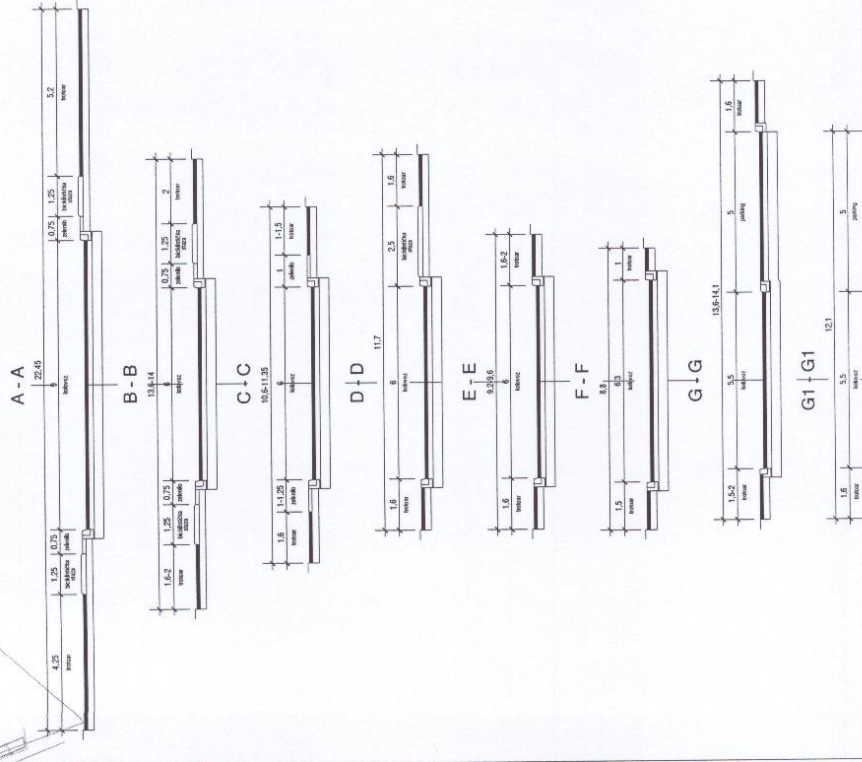 A - A
22,45
4,25 1,25 0,75 9 0,75 1,25 5,2
trotoar biciklistička staza zelenilo kolovoz zelenilo biciklistička staza trotoar
B - B
13,6-14
1,6-2 1,25 0,75 6 0,75 1,25 2
trotoar biciklistička staza zelenilo kolovoz zelenilo biciklistička staza trotoar
C - C
10,6-11,35
1,6 1-1,25 6 1 1-1,5
trotoar zelenilo kolovoz zelenilo trotoar
D - D
11,7
1,6 6 2,5 1,6
trotoar kolovoz biciklistička staza trotoar
E - E
9,2-9,6
1,6 6 1,6-2
trotoar kolovoz trotoar
F - F
8,8
1,5 6,3 1
trotoar kolovoz trotoar
G - G
13,6-14,1
1,5-2 5,5 5 1,6
trotoar kolovoz parking trotoar
G1 - G1
12,1
1,6 5,5 5
trotoar kolovoz parking